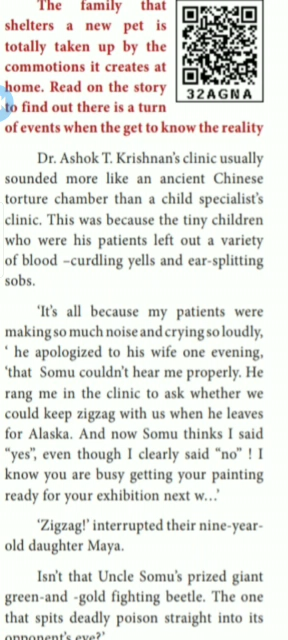 The family that
shelters a new pet is
totally taken up by the
commotions it creates at
home. Read on the story
to find out there is a turn
of events when the get to know the reality
32AGNA
Dr. Ashok T. Krishnan's clinic usually
sounded more like an ancient Chinese
torture chamber than a child specialist's
clinic. This was because the tiny children
who were his patients left out a variety
of blood –curdling yells and ear-splitting
sobs.
'It's all because my patients were
making so much noise and crying so loudly,
' he apologized to his wife one evening,
'that Somu couldn't hear me properly. He
rang me in the clinic to ask whether we
could keep zigzag with us when he leaves
for Alaska. And now Somu thinks I said
"yes", even though I clearly said "no" ! I
know you are busy getting your painting
ready for your exhibition next w...'
'Zigzag!' interrupted their nine-year-
old daughter Maya.
Isn't that Uncle Somu's prized giant
green-and -gold fighting beetle. The one
that spits deadly poison straight into its
opponent's eye?'